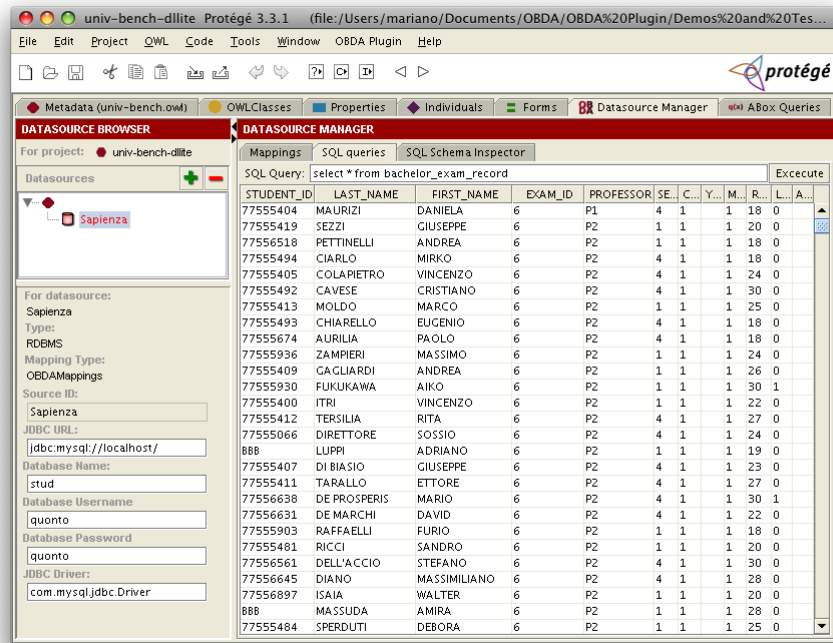 univ-bench-dllite Protégé 3.3.1 (file:/Users/mariano/Documents/OBDA/OBDA%20Plugin/Demos%20and%20Tes...
File Edit Project OWL Code Tools Window OBDA Plugin Help
protégé
Metadata (univ-bench.owl) OWLClasses Properties Individuals Forms Datasource Manager q(x) ABox Queries
DATASOURCE BROWSER
For project: univ-bench-dllite
Datasources
Sapienza
For datasource:
Sapienza
Type:
RDBMS
Mapping Type:
OBDAMappings
Source ID:
Sapienza
JDBC URL:
jdbc:mysql://localhost/
Database Name:
stud
Database Username
quonto
Database Password
quonto
JDBC Driver:
com.mysql.jdbc.Driver
DATASOURCE MANAGER
Mappings SQL queries SQL Schema Inspector
SQL Query: select * from bachelor_exam_record Excecute
STUDENT_ID LAST_NAME FIRST_NAME EXAM_ID PROFESSOR SE... C... Y... M... R... L... A...
77555404 MAURIZI DANIELA 6 P1 4 1 1 18 0
77555419 SEZZI GIUSEPPE 6 P2 1 1 1 20 0
77556518 PETTINELLI ANDREA 6 P2 1 1 1 18 0
77555494 CIARLO MIRKO 6 P2 4 1 1 18 0
77555405 COLAPIETRO VINCENZO 6 P2 4 1 1 24 0
77555492 CAVESE CRISTIANO 6 P2 4 1 1 30 0
77555413 MOLDO MARCO 6 P2 1 1 1 25 0
77555493 CHIARELLO EUGENIO 6 P2 4 1 1 18 0
77555674 AURILIA PAOLO 6 P2 4 1 1 18 0
77555936 ZAMPIERI MASSIMO 6 P2 1 1 1 24 0
77555409 GAGLIARDI ANDREA 6 P2 1 1 1 26 0
77555930 FUKUKAWA AIKO 6 P2 1 1 1 30 1
77555400 ITRI VINCENZO 6 P2 1 1 1 22 0
77555412 TERSILIA RITA 6 P2 4 1 1 27 0
77555066 DIRETTORE SOSSIO 6 P2 4 1 1 24 0
BBB LUPPI ADRIANO 6 P2 1 1 1 19 0
77555407 DI BIASIO GIUSEPPE 6 P2 4 1 1 23 0
77555411 TARALLO ETTORE 6 P2 4 1 1 27 0
77556638 DE PROSPERIS MARIO 6 P2 4 1 1 30 1
77556631 DE MARCHI DAVID 6 P2 4 1 1 22 0
77555903 RAFFAELLI FURIO 6 P2 1 1 1 18 0
77555481 RICCI SANDRO 6 P2 1 1 1 20 0
77556561 DELL'ACCIO STEFANO 6 P2 4 1 1 30 0
77556645 DIANO MASSIMILIANO 6 P2 4 1 1 28 0
77556897 ISAIA WALTER 6 P2 1 1 1 20 0
BBB MASSUDA AMIRA 6 P2 1 1 1 28 0
77555484 SPERDUTI DEBORA 6 P2 4 1 1 25 0